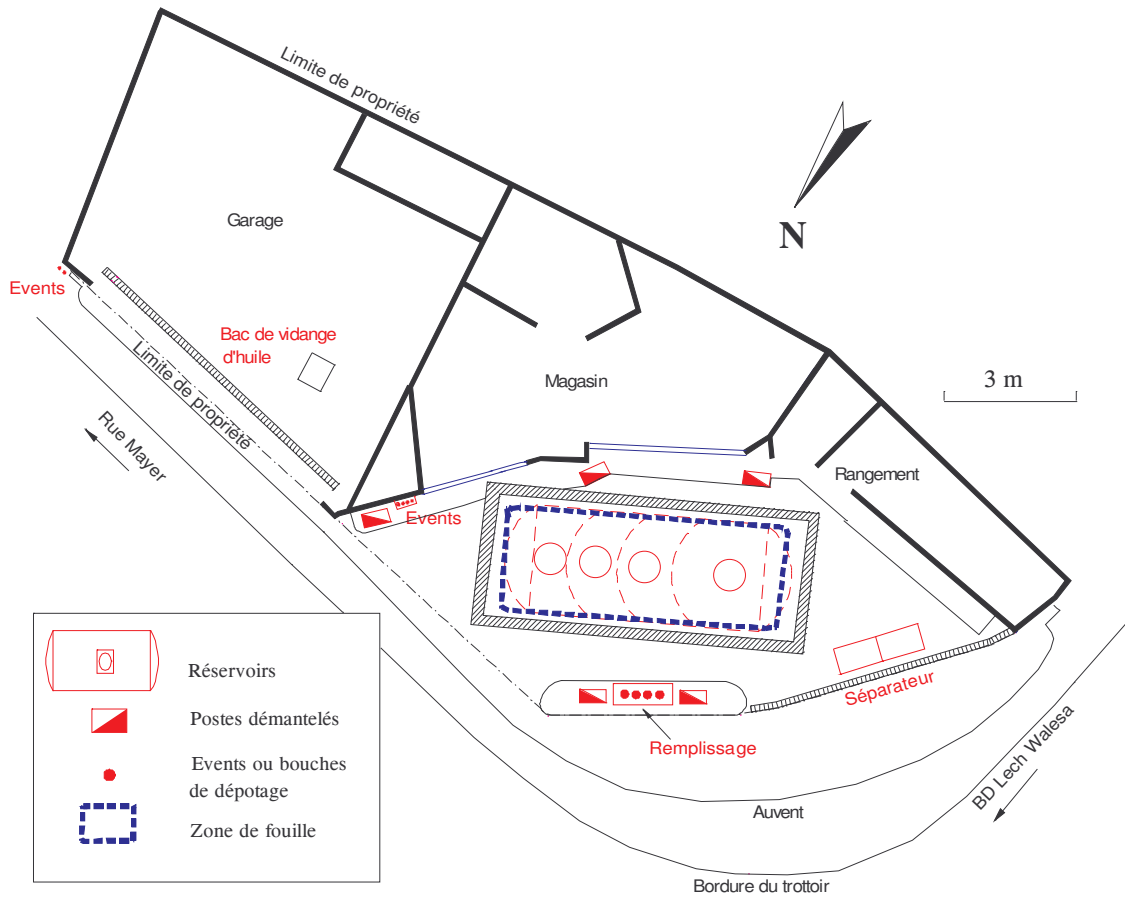 Limite de propriété
Garage
N
Events
Bac de vidange
d'huile
Limite de propriété
Magasin
3 m
Rue Mayer
Rangement
Events
Réservoirs
Séparateur
Postes démantelés
Remplissage
Events ou bouches
de dépotage
BD Lech Walesa
Auvent
Zone de fouille
Bordure du trottoir